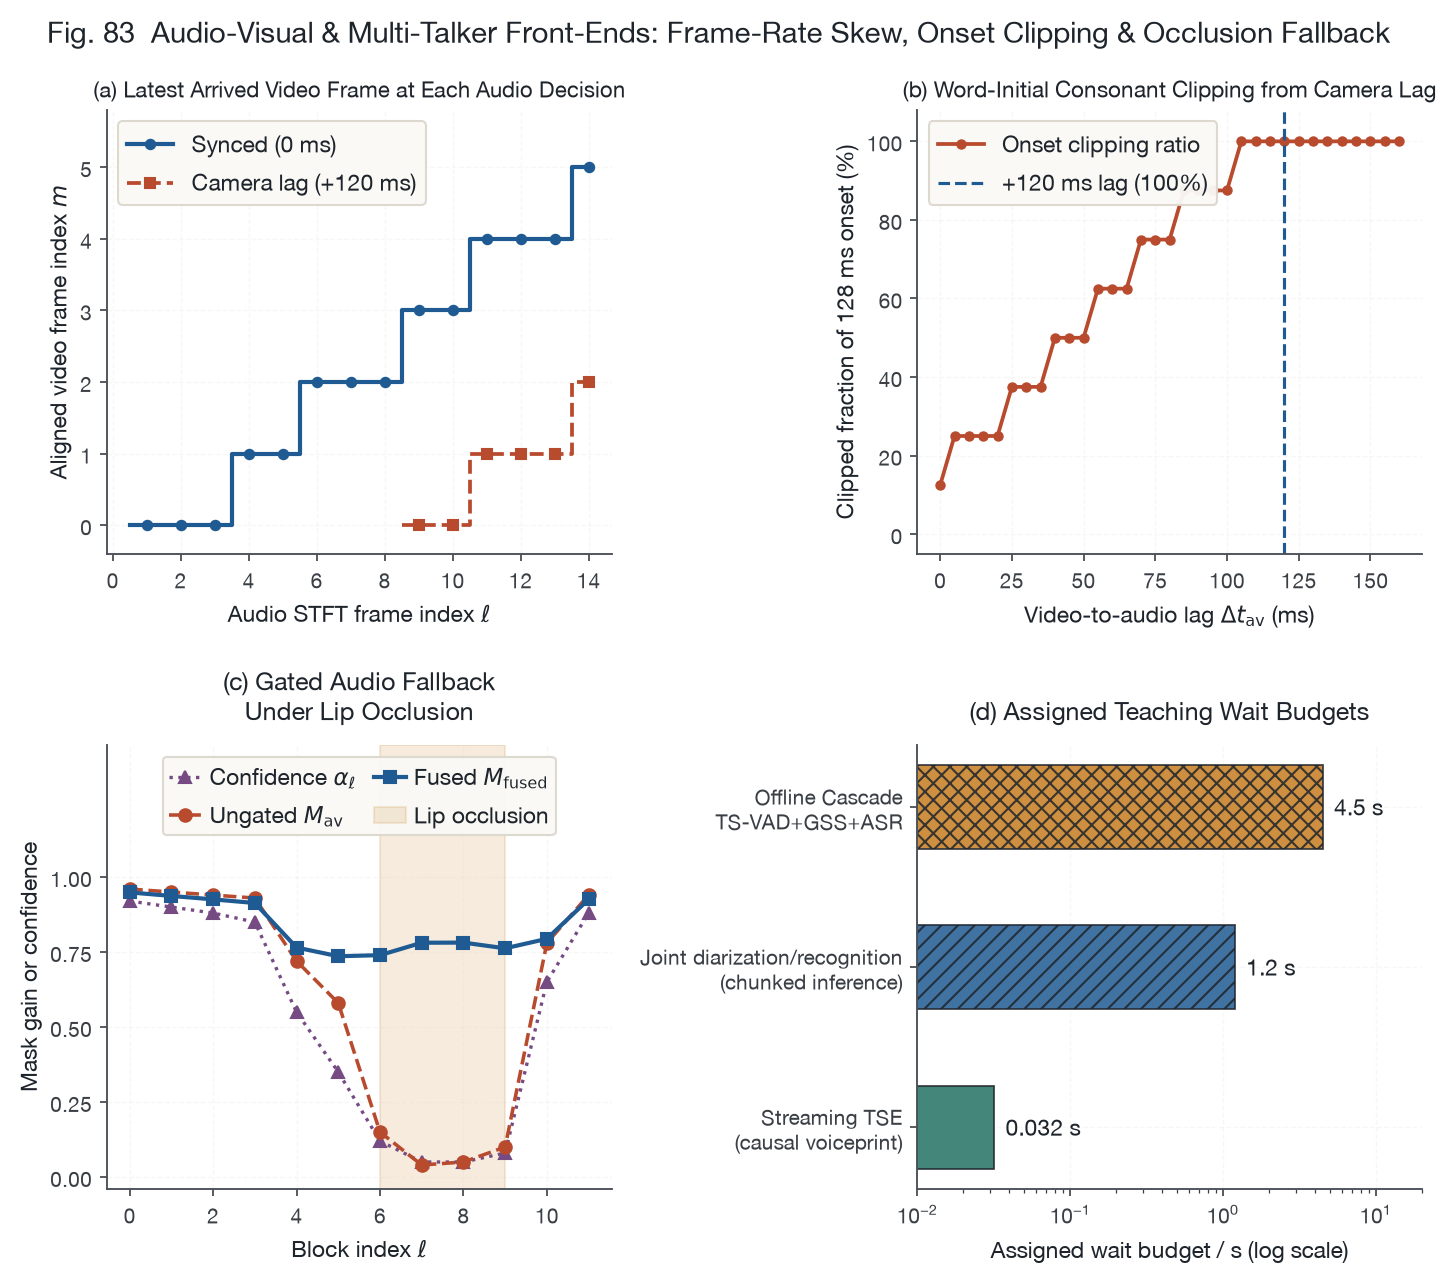 Fig. 83  Audio-Visual & Multi-Talker Front-Ends: Frame-Rate Skew, Onset Clipping & Occlusion Fallback
(a) Latest Arrived Video Frame at Each Audio Decision
Synced (0 ms)
Camera lag (+120 ms)
Aligned video frame index m
5
4
3
2
1
0
0 2 4 6 8 10 12 14
Audio STFT frame index ℓ
(b) Word-Initial Consonant Clipping from Camera Lag
Onset clipping ratio
+120 ms lag (100%)
Clipped fraction of 128 ms onset (%)
100
80
60
40
20
0
0 25 50 75 100 125 150
Video-to-audio lag Δt_av (ms)
(c) Gated Audio Fallback
Under Lip Occlusion
Confidence α_ℓ
Ungated M_av
Fused M_fused
Lip occlusion
Mask gain or confidence
1.00
0.75
0.50
0.25
0.00
0 2 4 6 8 10
Block index ℓ
(d) Assigned Teaching Wait Budgets
Offline Cascade
TS-VAD+GSS+ASR
4.5 s
Joint diarization/recognition
(chunked inference)
1.2 s
Streaming TSE
(causal voiceprint)
0.032 s
10⁻² 10⁻¹ 10⁰ 10¹
Assigned wait budget / s (log scale)